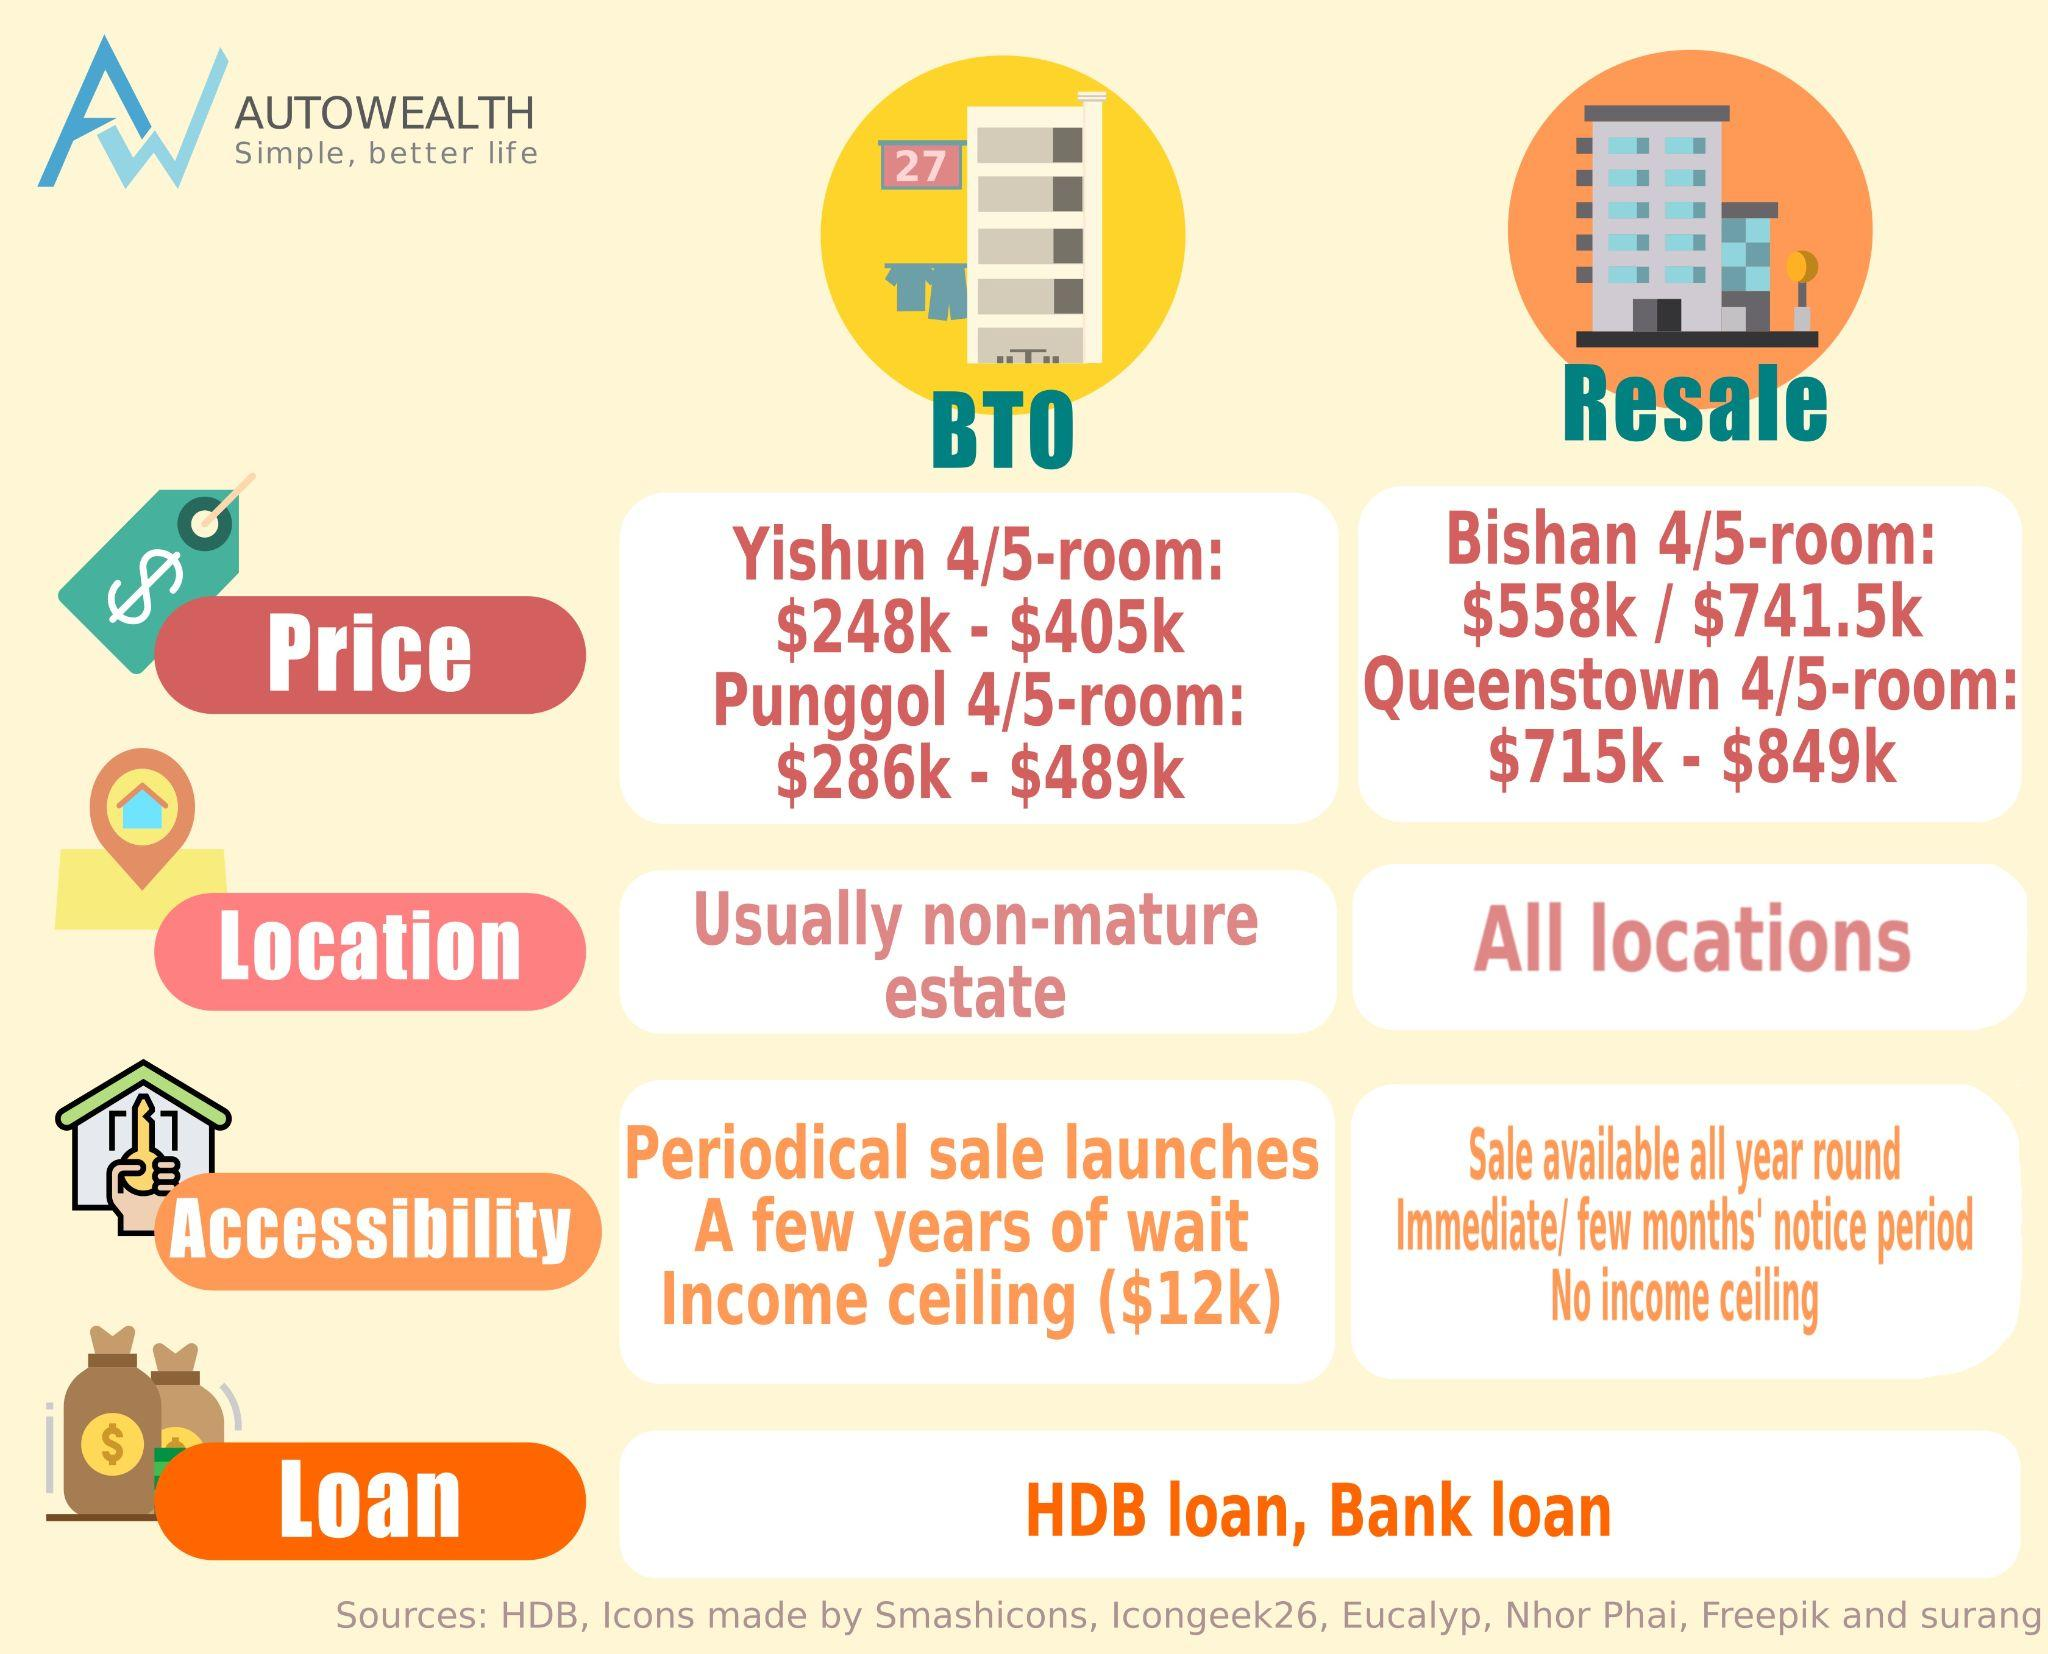 AUTOWEALTH
Simple, better life
27
BTO
Resale
$
Price
Yishun 4/5-room:
$248k - $405k
Punggol 4/5-room:
$286k - $489k
Bishan 4/5-room:
$558k / $741.5k
Queenstown 4/5-room:
$715k - $849k
Location
Usually non-mature
estate
All locations
Accessibility
Periodical sale launches
A few years of wait
Income ceiling ($12k)
Sale available all year round
Immediate/ few months' notice period
No income ceiling
$
Loan
HDB loan, Bank loan
Sources: HDB, Icons made by Smashicons, Icongeek26, Eucalyp, Nhor Phai, Freepik and surang